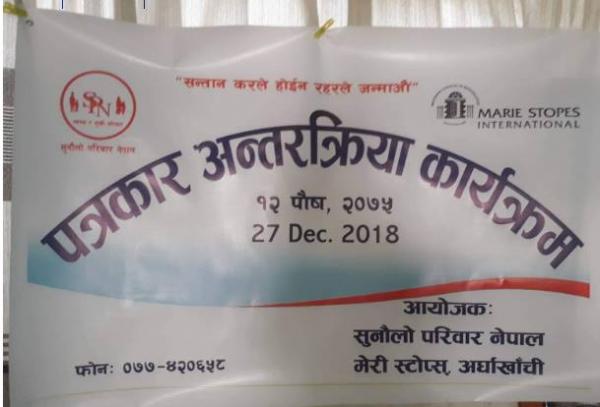 "सन्तान करले होईन रहरले जन्माऔं"
SPN
सुनौलो परिवार नेपाल
MARIE STOPES
INTERNATIONAL
पत्रकार अन्तरक्रिया कार्यक्रम
१२ पौष, २०७५
27 Dec. 2018
आयोजकः
सुनौलो परिवार नेपाल
मेरी स्टोप्स, अर्घाखाँची
फोनः ०७७-४२०६५८